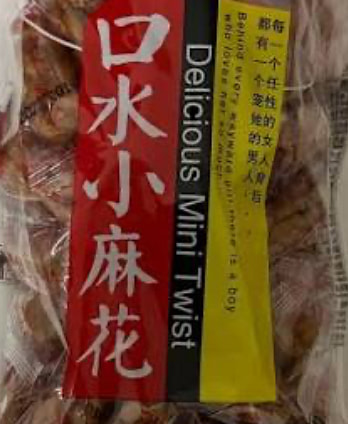 口水小麻花
Delicious Mini Twist
Behind every wayward girl there is a boy
who loves her so much...
每一个任性的女人背后...
都有一个宠她的男人